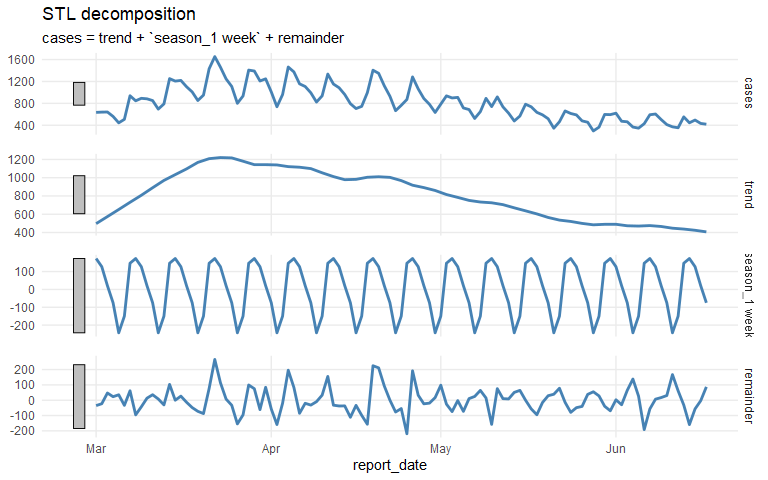 STL decomposition
cases = trend + `season_1 week` + remainder
1600
1200
800
400
cases
1200
1000
800
600
400
trend
100
0
-100
-200
season_1 week
200
100
0
-100
-200
remainder
Mar Apr May Jun
report_date